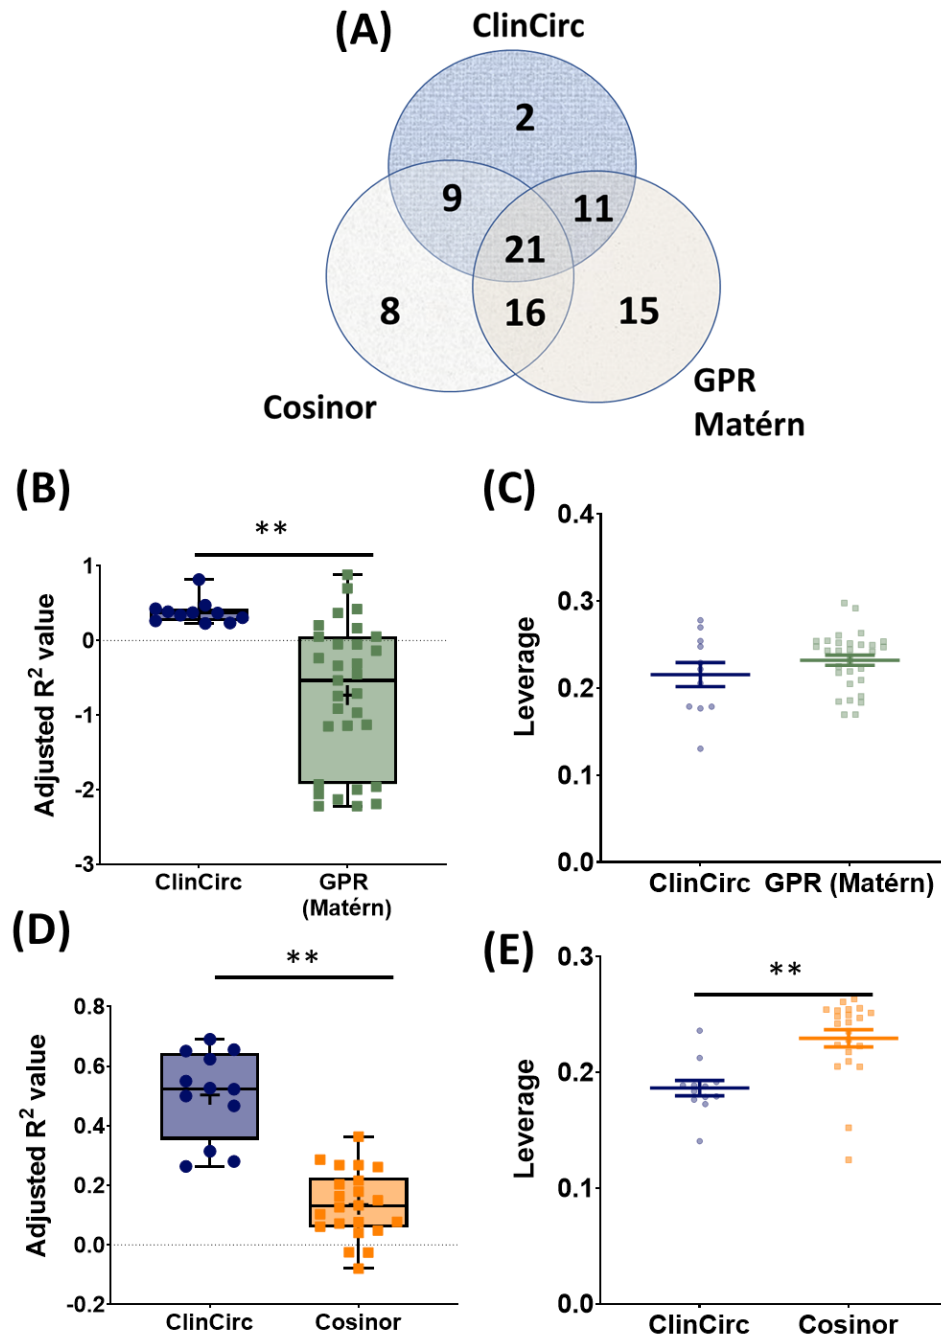 (A)
ClinCirc
2
9
11
21
8
16
15
Cosinor
GPR
Matérn
(B)
**
Adjusted R² value
1
0
-1
-2
-3
ClinCirc
GPR
(Matérn)
(C)
Leverage
0.4
0.3
0.2
0.1
0.0
ClinCirc
GPR (Matérn)
(D)
**
Adjusted R² value
0.8
0.6
0.4
0.2
0.0
-0.2
ClinCirc
Cosinor
(E)
**
Leverage
0.3
0.2
0.1
0.0
ClinCirc
Cosinor